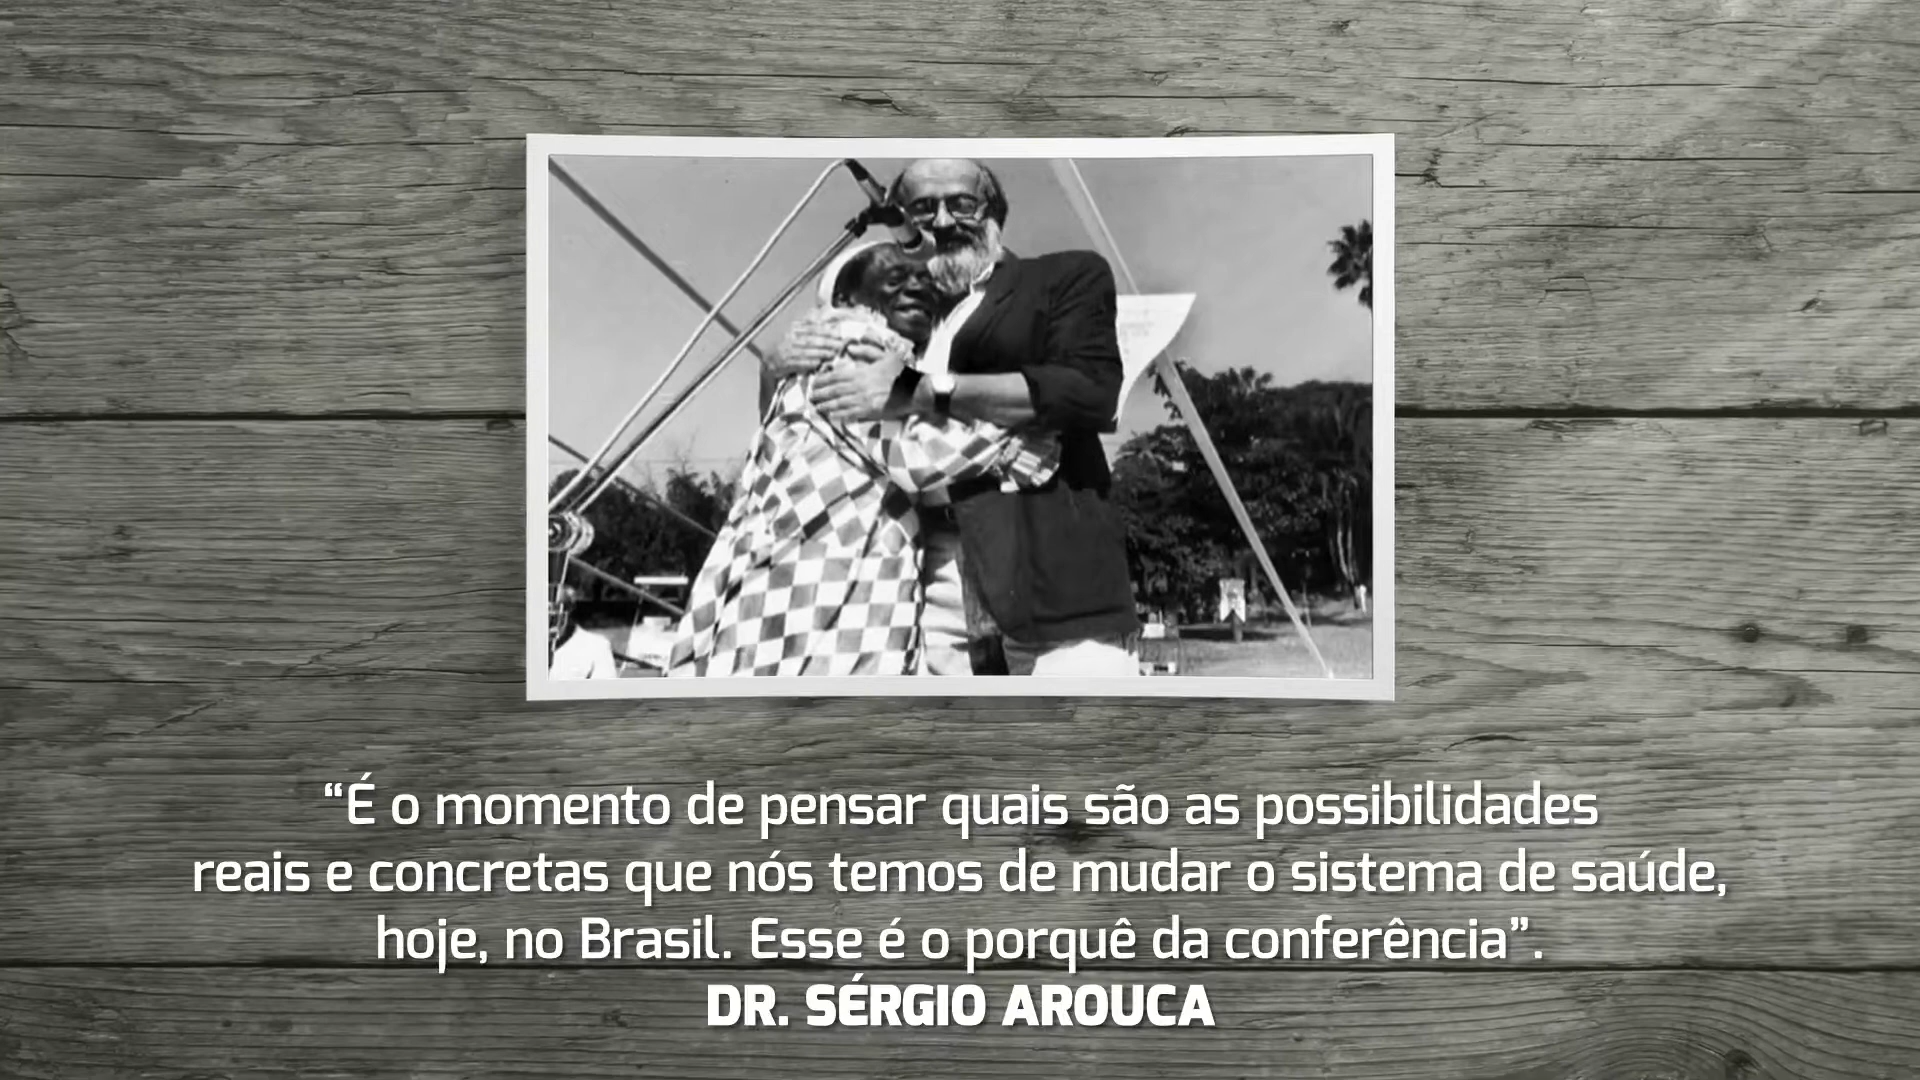 “É o momento de pensar quais são as possibilidades
reais e concretas que nós temos de mudar o sistema de saúde,
hoje, no Brasil. Esse é o porquê da conferência”.
DR. SÉRGIO AROUCA